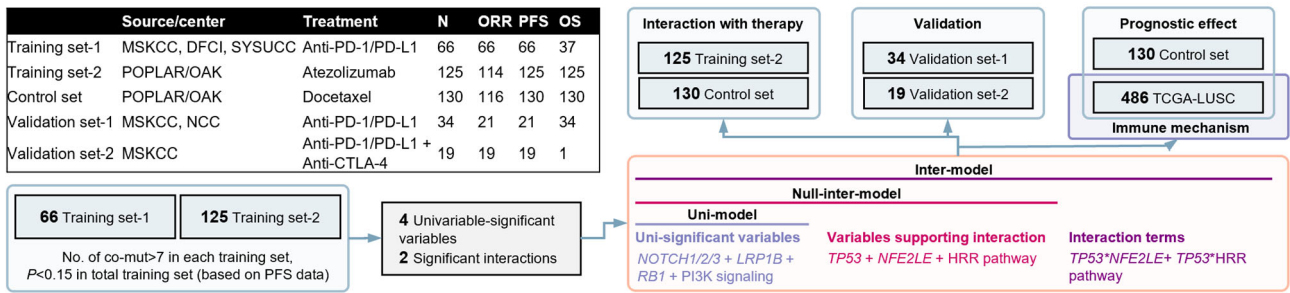 Source/center Treatment N ORR PFS OS
Training set-1 MSKCC, DFCI, SYSUCC Anti-PD-1/PD-L1 66 66 66 37
Training set-2 POPLAR/OAK Atezolizumab 125 114 125 125
Control set POPLAR/OAK Docetaxel 130 116 130 130
Validation set-1 MSKCC, NCC Anti-PD-1/PD-L1 34 21 21 34
Validation set-2 MSKCC Anti-PD-1/PD-L1 + 19 19 19 1
Anti-CTLA-4
66 Training set-1
125 Training set-2
No. of co-mut>7 in each training set,
P<0.15 in total training set (based on PFS data)
4 Univariable-significant
variables
2 Significant interactions
Interaction with therapy
125 Training set-2
130 Control set
Validation
34 Validation set-1
19 Validation set-2
Prognostic effect
130 Control set
486 TCGA-LUSC
Immune mechanism
Inter-model
Null-inter-model
Uni-model
Uni-significant variables
NOTCH1/2/3 + LRP1B +
RB1 + PI3K signaling
Variables supporting interaction
TP53 + NFE2LE + HRR pathway
Interaction terms
TP53*NFE2LE+ TP53*HRR
pathway